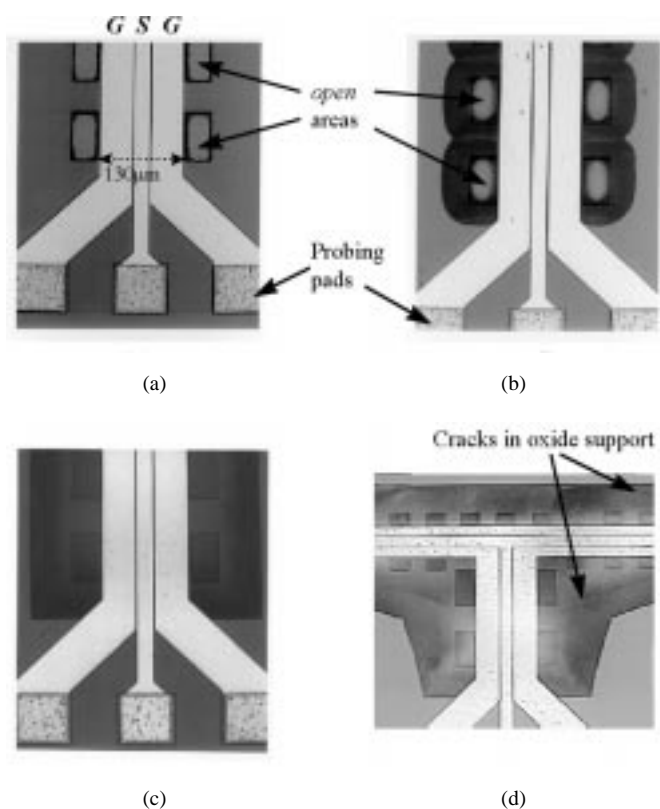 G S G
open
areas
130μm
Probing
pads
(a)
(b)
Cracks in oxide support
(c)
(d)